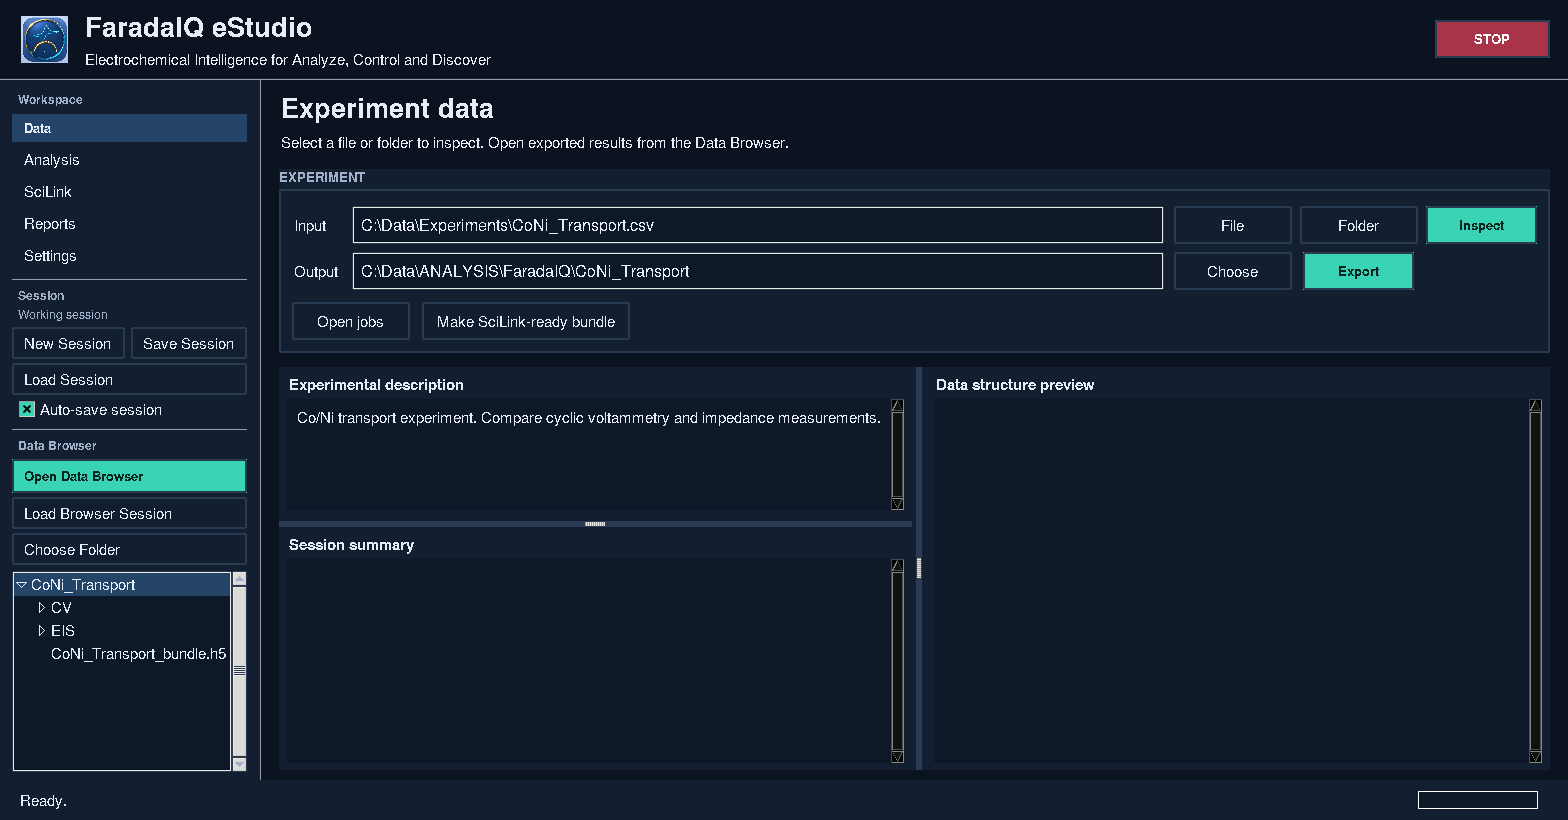 FaradaIQ eStudio
Electrochemical Intelligence for Analyze, Control and Discover
STOP
Workspace
Data
Analysis
SciLink
Reports
Settings
Session
Working session
New Session
Save Session
Load Session
Auto-save session
Data Browser
Open Data Browser
Load Browser Session
Choose Folder
CoNi_Transport
CV
EIS
CoNi_Transport_bundle.h5
Experiment data
Select a file or folder to inspect. Open exported results from the Data Browser.
EXPERIMENT
Input
C:\Data\Experiments\CoNi_Transport.csv
File
Folder
Inspect
Output
C:\Data\ANALYSIS\FaradaIQ\CoNi_Transport
Choose
Export
Open jobs
Make SciLink-ready bundle
Experimental description
Co/Ni transport experiment. Compare cyclic voltammetry and impedance measurements.
Session summary
Data structure preview
Ready.